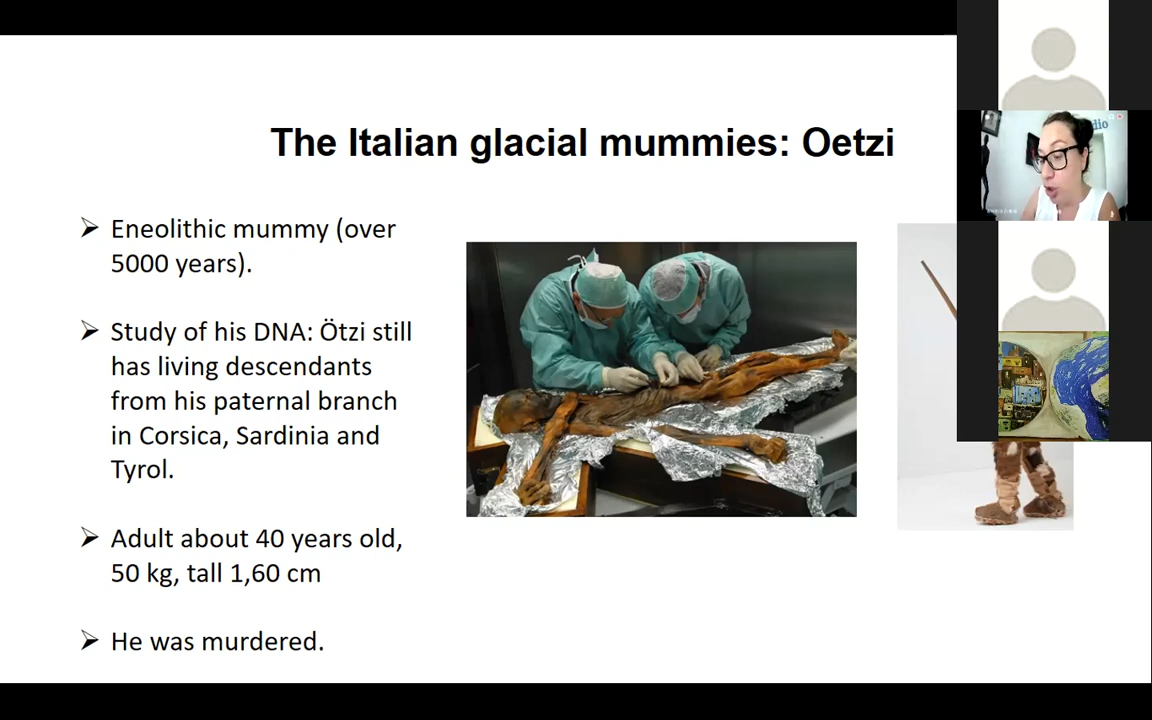 The Italian glacial mummies: Oetzi
Eneolithic mummy (over
5000 years).
Study of his DNA: Ötzi still
has living descendants
from his paternal branch
in Corsica, Sardinia and
Tyrol.
Adult about 40 years old,
50 kg, tall 1,60 cm
He was murdered.